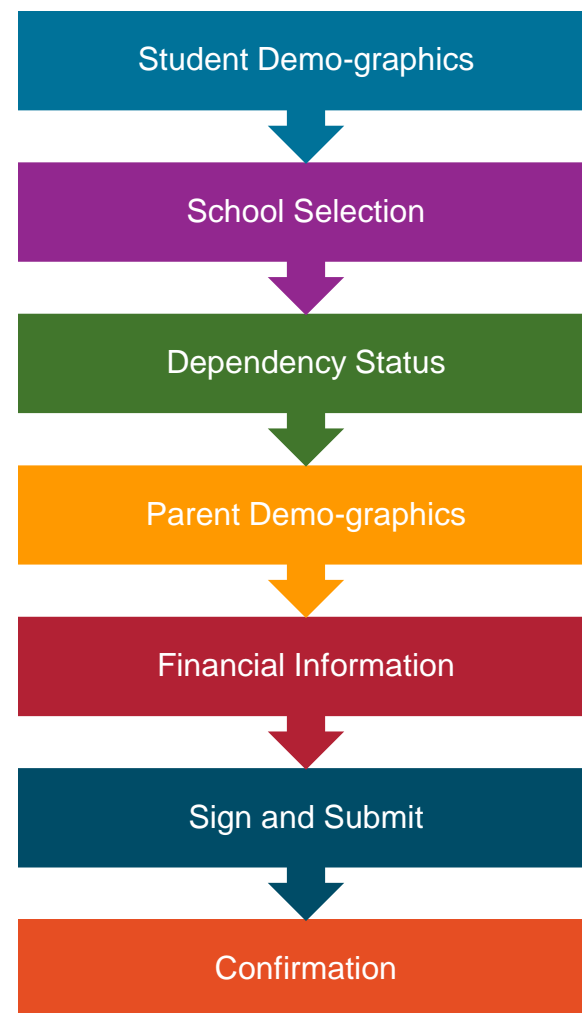 Student Demo-graphics
School Selection
Dependency Status
Parent Demo-graphics
Financial Information
Sign and Submit
Confirmation